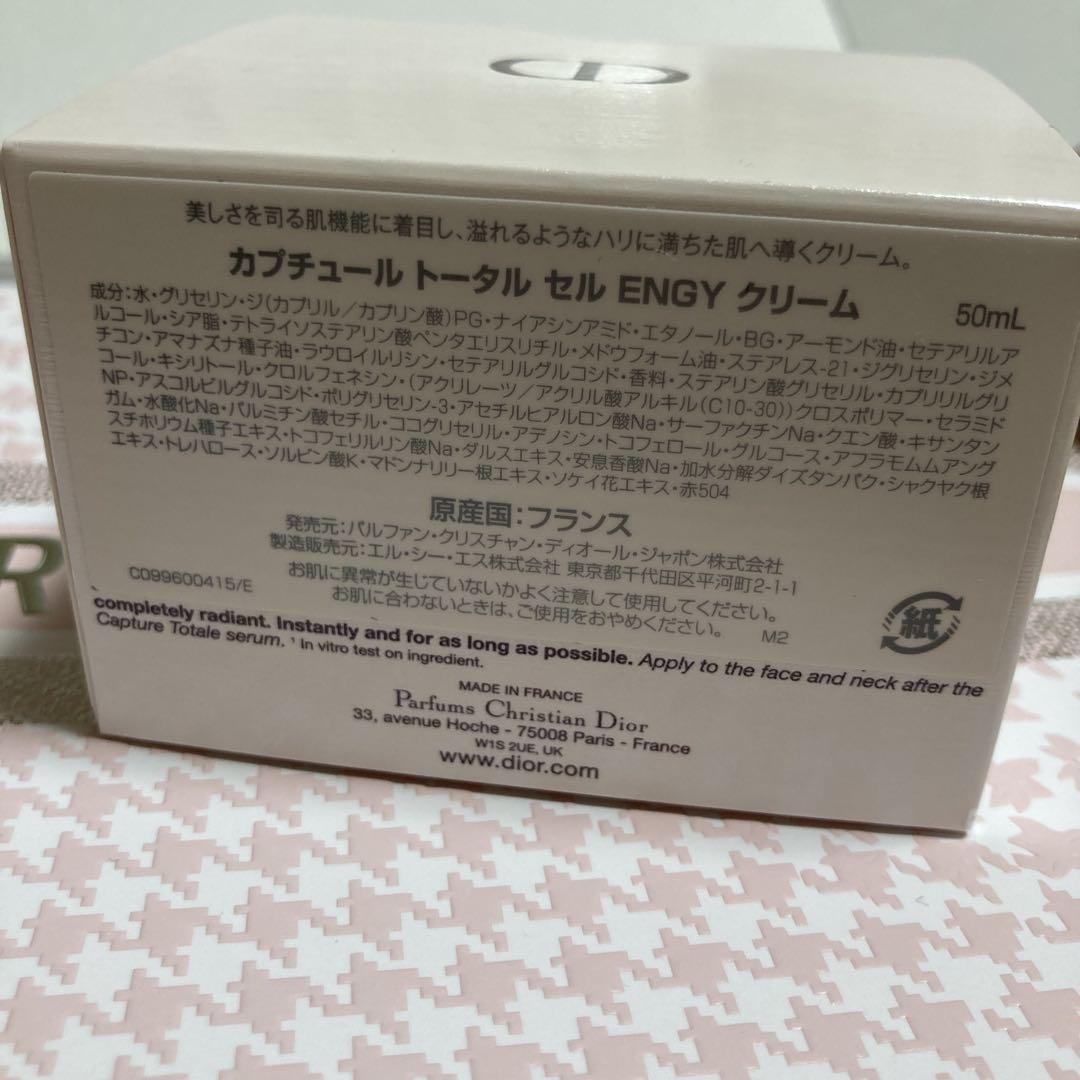 美しさを司る肌機能に着目し、溢れるようなハリに満ちた肌へ導くクリーム。
カプチュール トータル セル ENGY クリーム 50mL
成分：水・グリセリン・ジ(カプリル／カプリン酸)PG・ナイアシンアミド・エタノール・BG・アーモンド油・セテアリルア
ルコール・シア脂・テトライソステアリン酸ペンタエリスリチル・メドウフォーム油・ステアレス-21・ジグリセリン・ジメ
チコン・アマナズナ種子油・ラウロイルリシン・セテアリルグルコシド・香料・ステアリン酸グリセリル・カプリリルグリ
コール・キシリトール・クロルフェネシン・(アクリレーツ／アクリル酸アルキル(C10-30))クロスポリマー・セラミド
NP・アスコルビルグルコシド・ポリグリセリン-3・アセチルヒアルロン酸Na・サーファクチンNa・クエン酸・キサンタン
ガム・水酸化Na・パルミチン酸セチル・ココグリセリル・アデノシン・トコフェロール・グルコース・アフラモムムアング
スチホリウム種子エキス・トコフェリルリン酸Na・ダルスエキス・安息香酸Na・加水分解ダイズタンパク・シャクヤク根
エキス・トレハロース・ソルビン酸K・マドンナリリー根エキス・ソケイ花エキス・赤504
原産国：フランス
発売元：パルファン・クリスチャン・ディオール・ジャポン株式会社
製造販売元：エル・シー・エス株式会社 東京都千代田区平河町2-1-1
お肌に異常が生じていないかよく注意して使用してください。
C099600415/E お肌に合わないときは、ご使用をおやめください。 M2
紙
completely radiant. Instantly and for as long as possible. Apply to the face and neck after the
Capture Totale serum. ¹ In vitro test on ingredient.
MADE IN FRANCE
Parfums Christian Dior
33, avenue Hoche - 75008 Paris - France
W1S 2UE, UK
www.dior.com
R